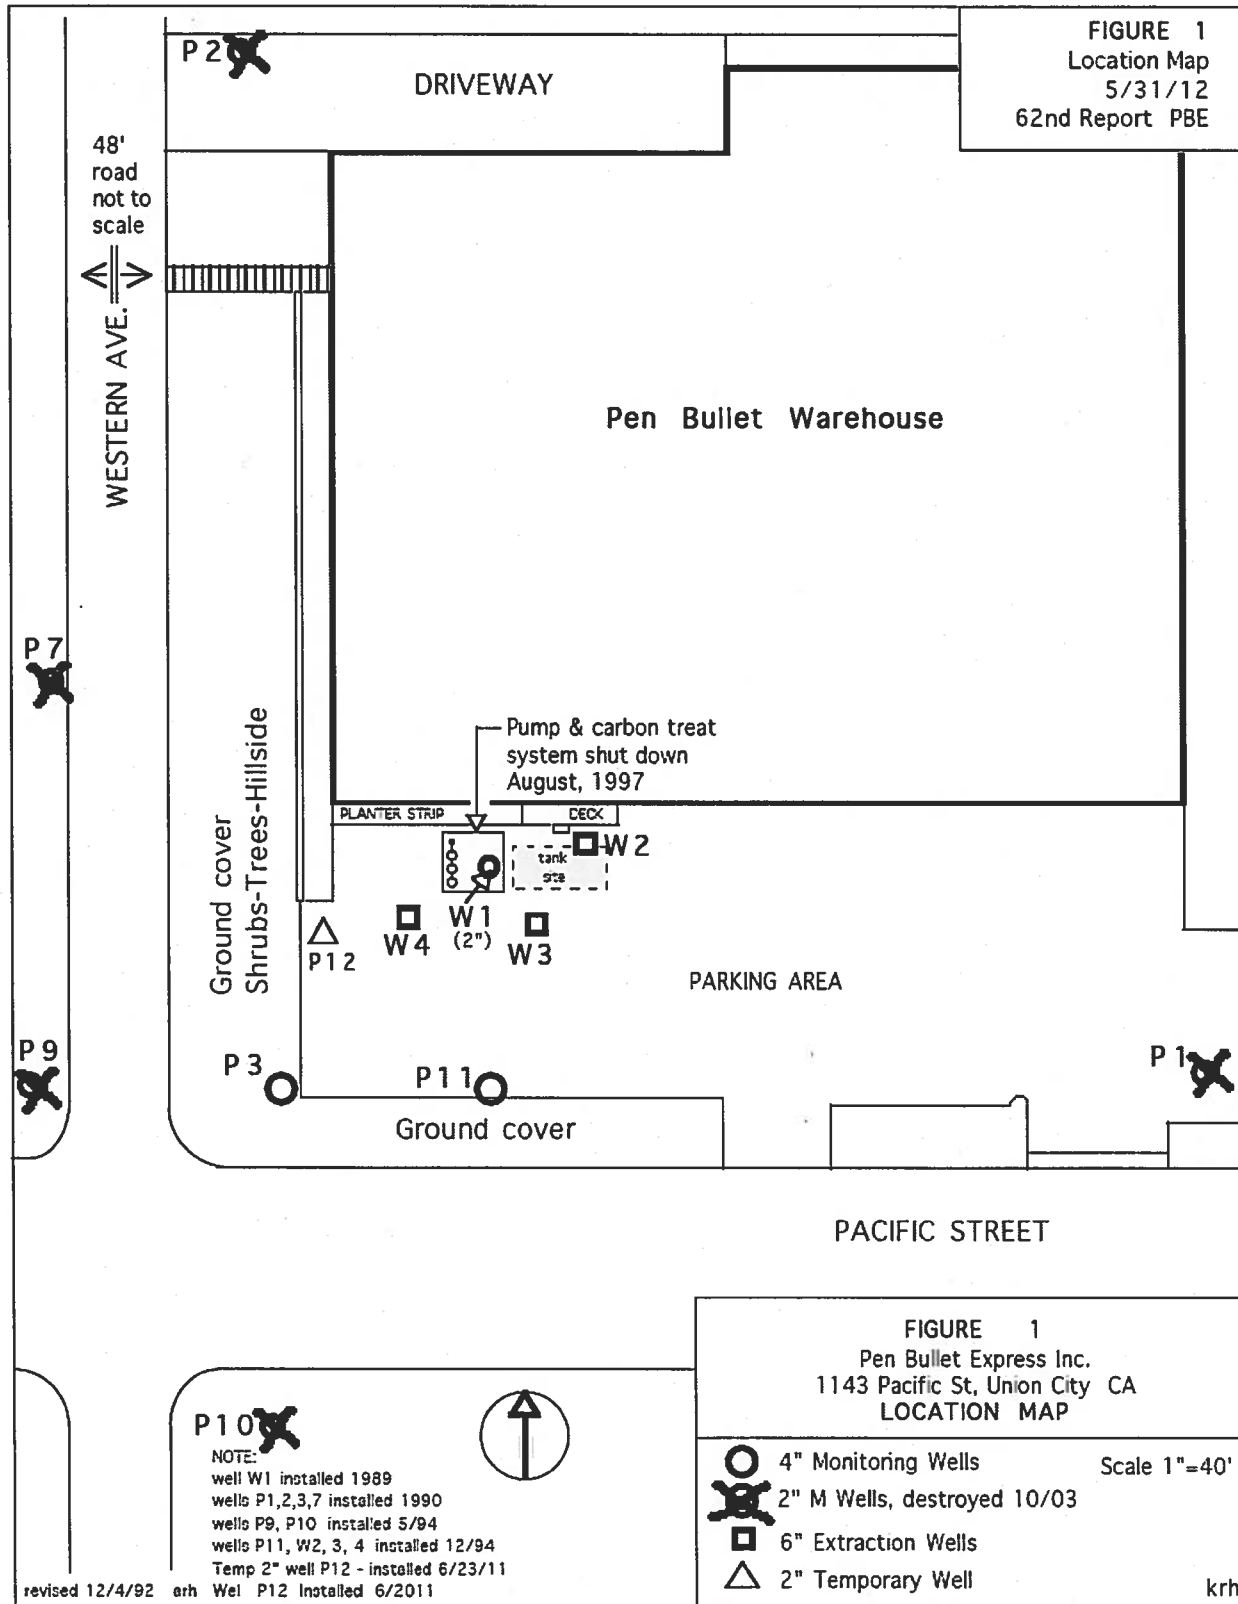 FIGURE 1
Location Map
5/31/12
62nd Report PBE
P2
DRIVEWAY
48'
road
not to
scale
WESTERN AVE.
Pen Bullet Warehouse
P7
Pump & carbon treat
system shut down
August, 1997
Ground cover
Shrubs-Trees-Hillside
PLANTER STRIP
DECK
W2
tank
site
W1
(2")
W4
W3
P12
PARKING AREA
P9
P3
P11
P1
Ground cover
PACIFIC STREET
FIGURE 1
Pen Bullet Express Inc.
1143 Pacific St, Union City CA
LOCATION MAP
4" Monitoring Wells
Scale 1"=40'
2" M Wells, destroyed 10/03
6" Extraction Wells
2" Temporary Well
krh
P10
NOTE:
well W1 installed 1989
wells P1,2,3,7 installed 1990
wells P9, P10 installed 5/94
wells P11, W2, 3, 4 installed 12/94
Temp 2" well P12 - installed 6/23/11
revised 12/4/92 arh Wel P12 Installed 6/2011